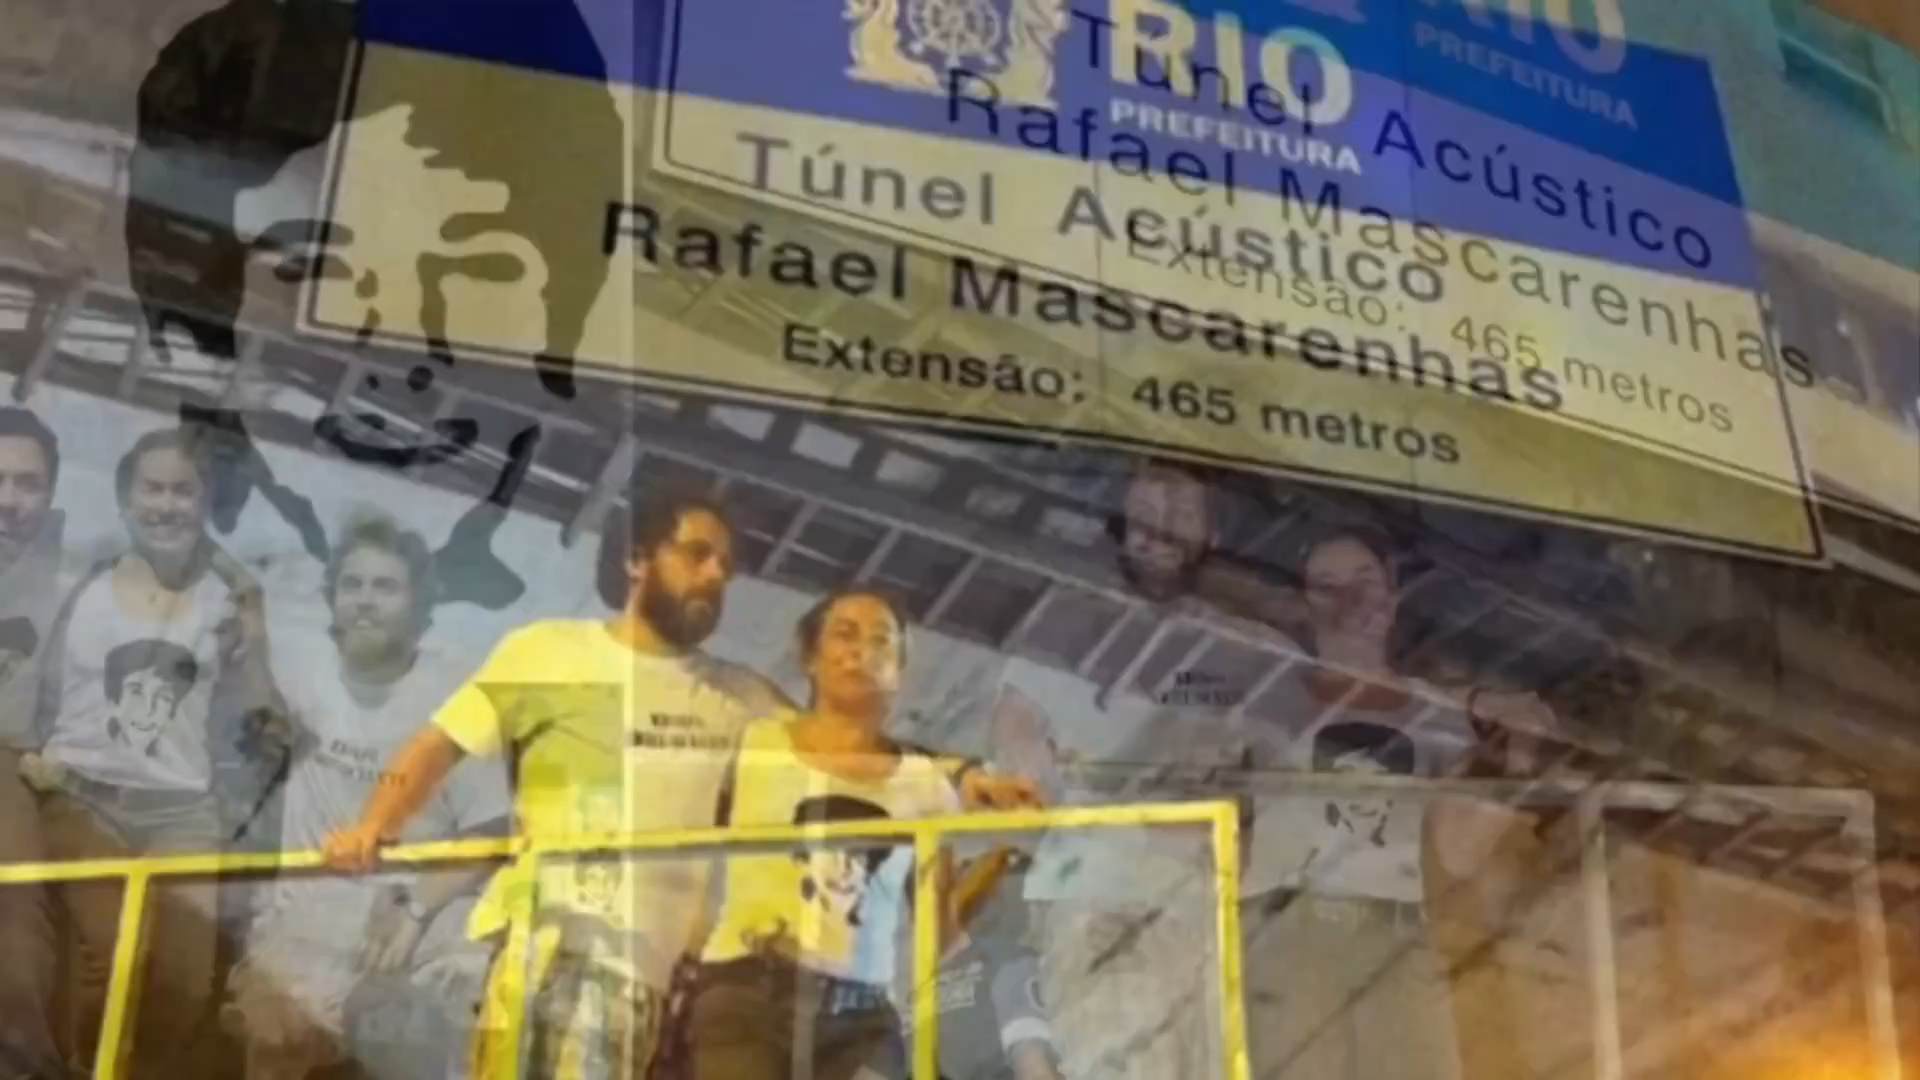 RIO
PREFEITURA
Túnel Acústico
Rafael Mascarenhas
Extensão: 465 metros
RIO
PREFEITURA
Túnel Acústico
Rafael Mascarenhas
Extensão: 465 metros